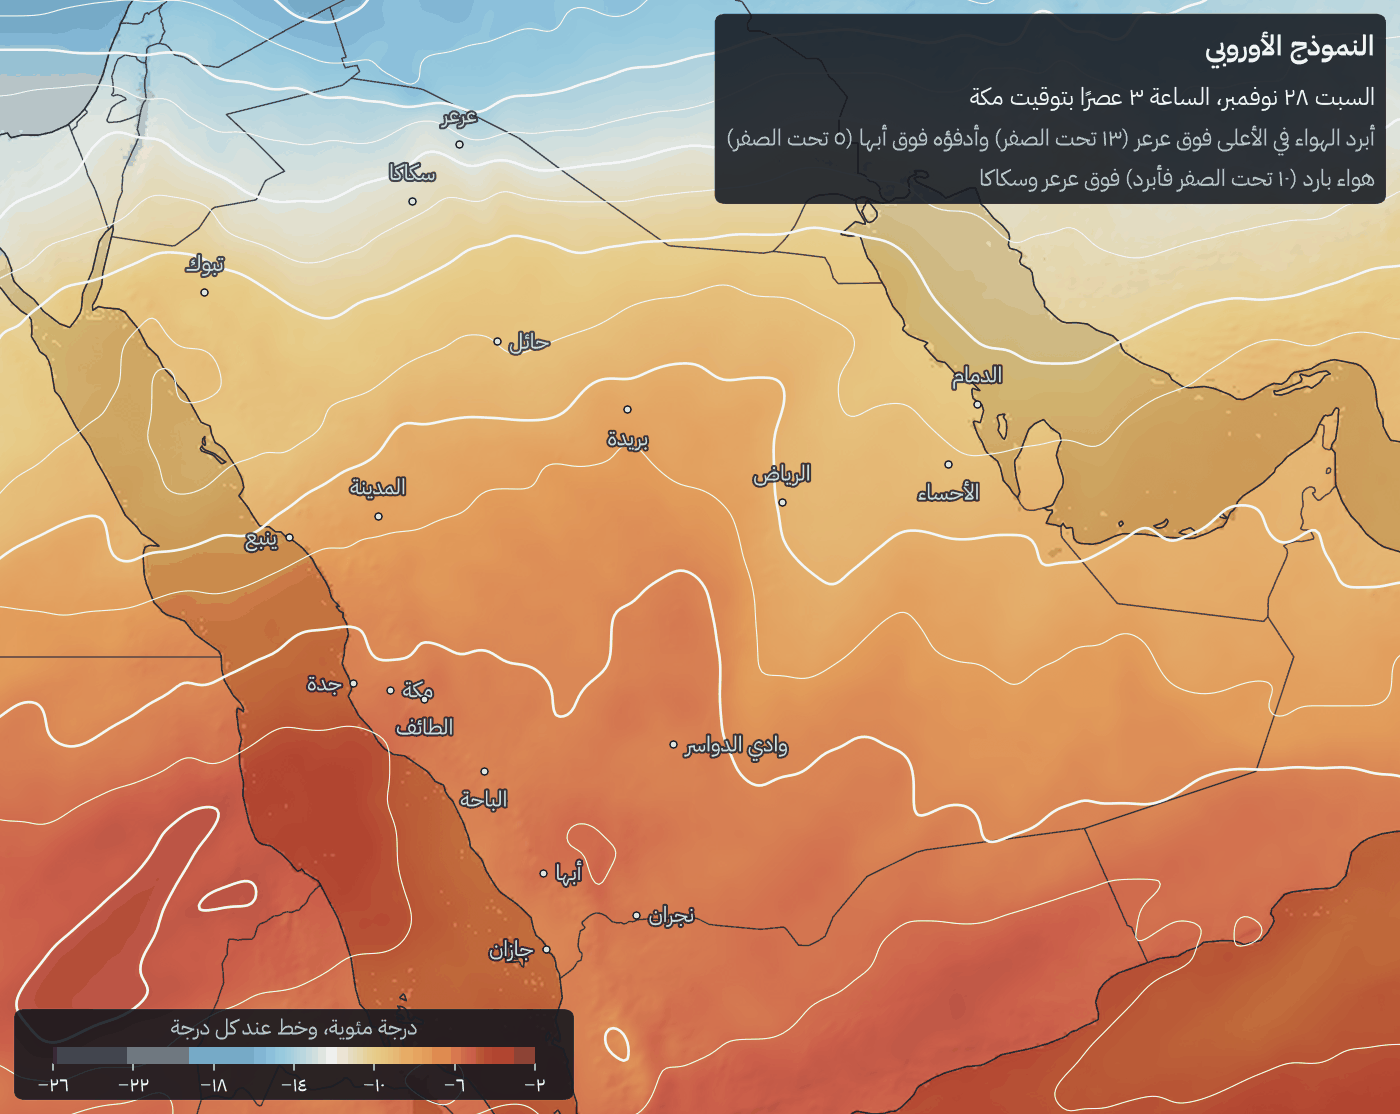 النموذج الأوروبي
السبت ٢٨ نوفمبر، الساعة ٣ عصرًا بتوقيت مكة
أبرد الهواء في الأعلى فوق عرعر (١٣ تحت الصفر) وأدفؤه فوق أبها (٥ تحت الصفر)
هواء بارد (١٠ تحت الصفر فأبرد) فوق عرعر وسكاكا
عرعر
سكاكا
تبوك
حائل
الدمام
بريدة
الرياض
المدينة
الأحساء
ينبع
جدة
مكة
الطائف
وادي الدواسر
الباحة
أبها
نجران
جازان
درجة مئوية، وخط عند كل درجة
−٢٦ −٢٢ −١٨ −١٤ −١٠ −٦ −٢